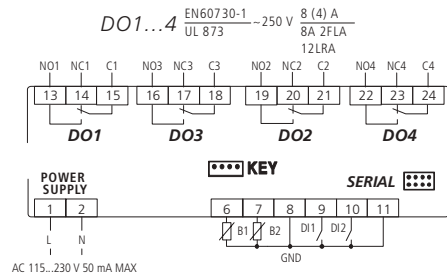 DO1...4 EN60730-1 ~250 V 8 (4) A
UL 873 8A 2FLA
12LRA
NO1 NC1 C1 NO3 NC3 C3 NO2 NC2 C2 NO4 NC4 C4
13 14 15 16 17 18 19 20 21 22 23 24
DO1 DO3 DO2 DO4
KEY
POWER
SUPPLY
SERIAL
1 2 6 7 8 9 10 11
L N B1 B2 DI1 DI2
GND
AC 115...230 V 50 mA MAX